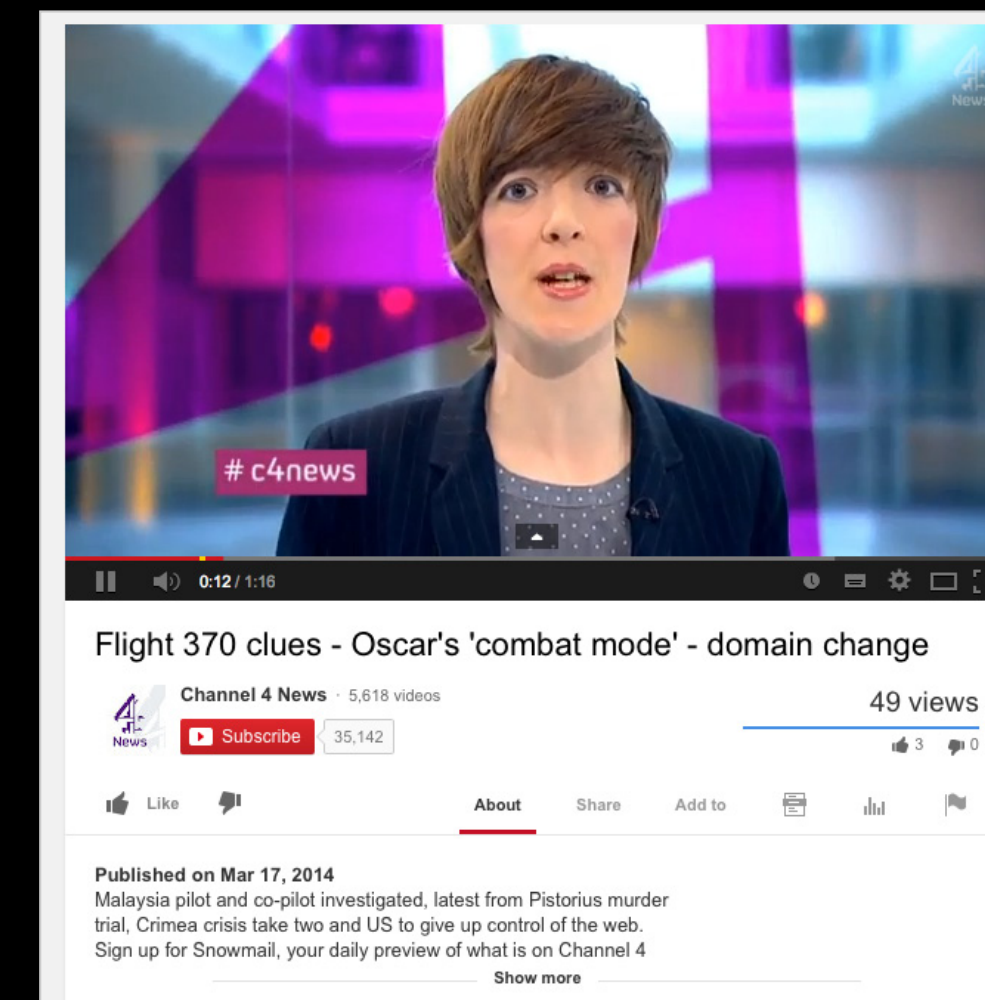 4
News
# c4news
0:12 / 1:16
Flight 370 clues - Oscar's 'combat mode' - domain change
Channel 4 News · 5,618 videos
49 views
4
News
Subscribe
35,142
3
0
Like
About
Share
Add to
Published on Mar 17, 2014
Malaysia pilot and co-pilot investigated, latest from Pistorius murder
trial, Crimea crisis take two and US to give up control of the web.
Sign up for Snowmail, your daily preview of what is on Channel 4
Show more